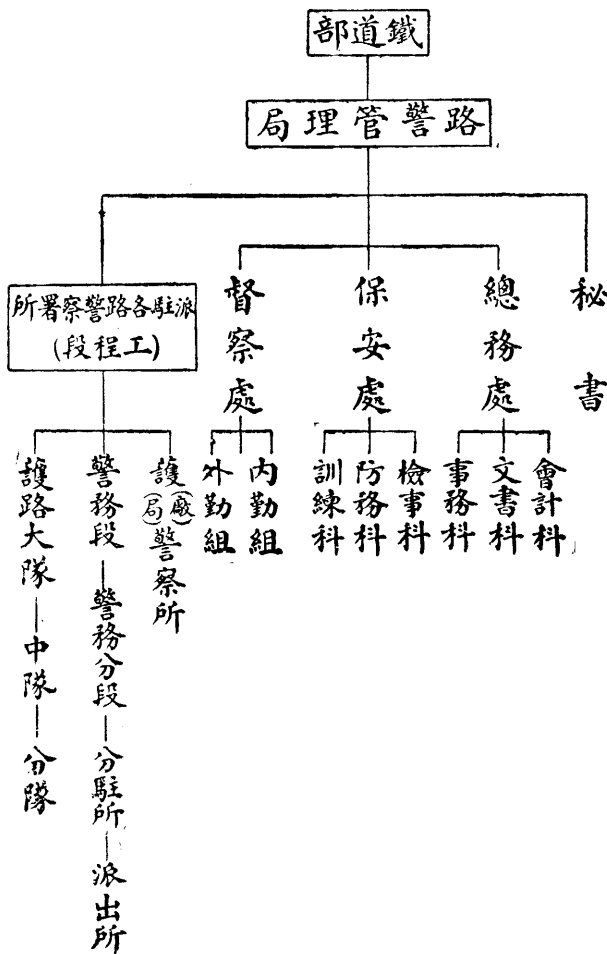 鐵道部
路警管理局
秘書
總務處
會計科
文書科
事務科
保安處
檢事科
防務科
訓練科
督察處
內勤組
外勤組
派駐各路警察署所
(工程段)
護(廠)(局)警察所
警務段—警務分段—分駐所—派出所
護路大隊—中隊—分隊